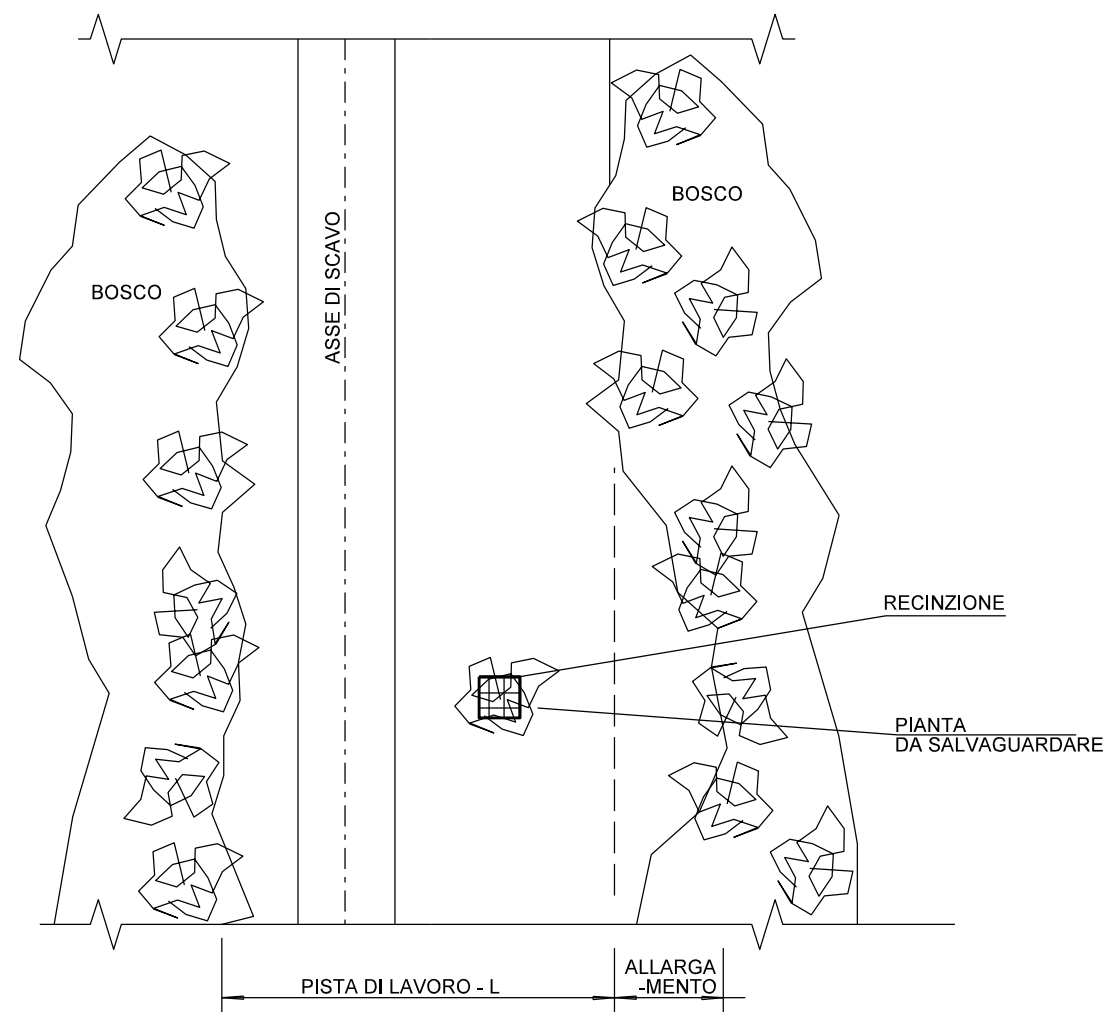 BOSCO
BOSCO
ASSE DI SCAVO
RECINZIONE
PIANTA
DA SALVAGUARDARE
PISTA DI LAVORO - L
ALLARGA
-MENTO